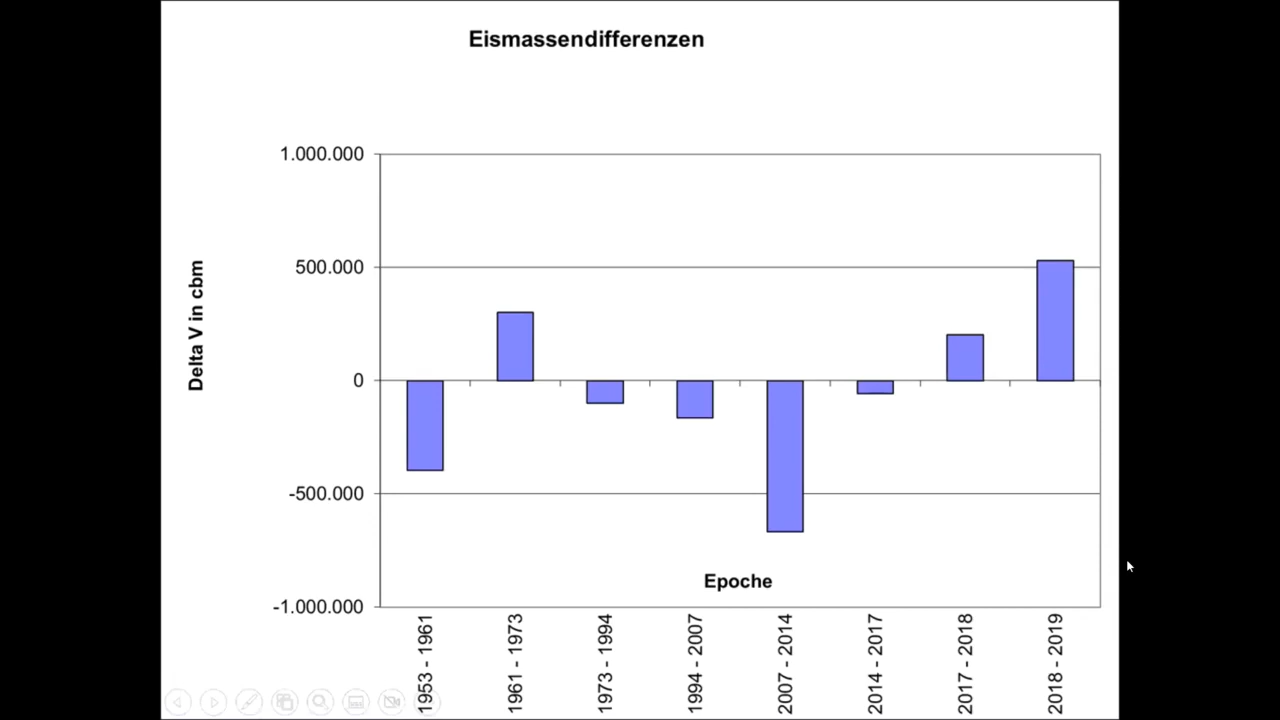 Eismassendifferenzen
1.000.000
500.000
0
-500.000
-1.000.000
Delta V in cbm
Epoche
1953 - 1961
1961 - 1973
1973 - 1994
1994 - 2007
2007 - 2014
2014 - 2017
2017 - 2018
2018 - 2019